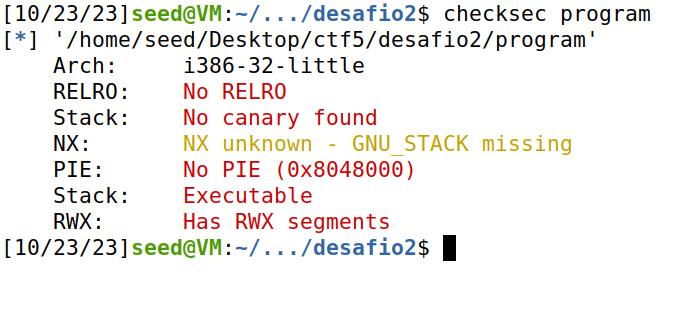 [10/23/23]seed@VM:~/.../desafio2$ checksec program
[*] '/home/seed/Desktop/ctf5/desafio2/program'
    Arch:     i386-32-little
    RELRO:    No RELRO
    Stack:    No canary found
    NX:       NX unknown - GNU_STACK missing
    PIE:      No PIE (0x8048000)
    Stack:    Executable
    RWX:      Has RWX segments
[10/23/23]seed@VM:~/.../desafio2$